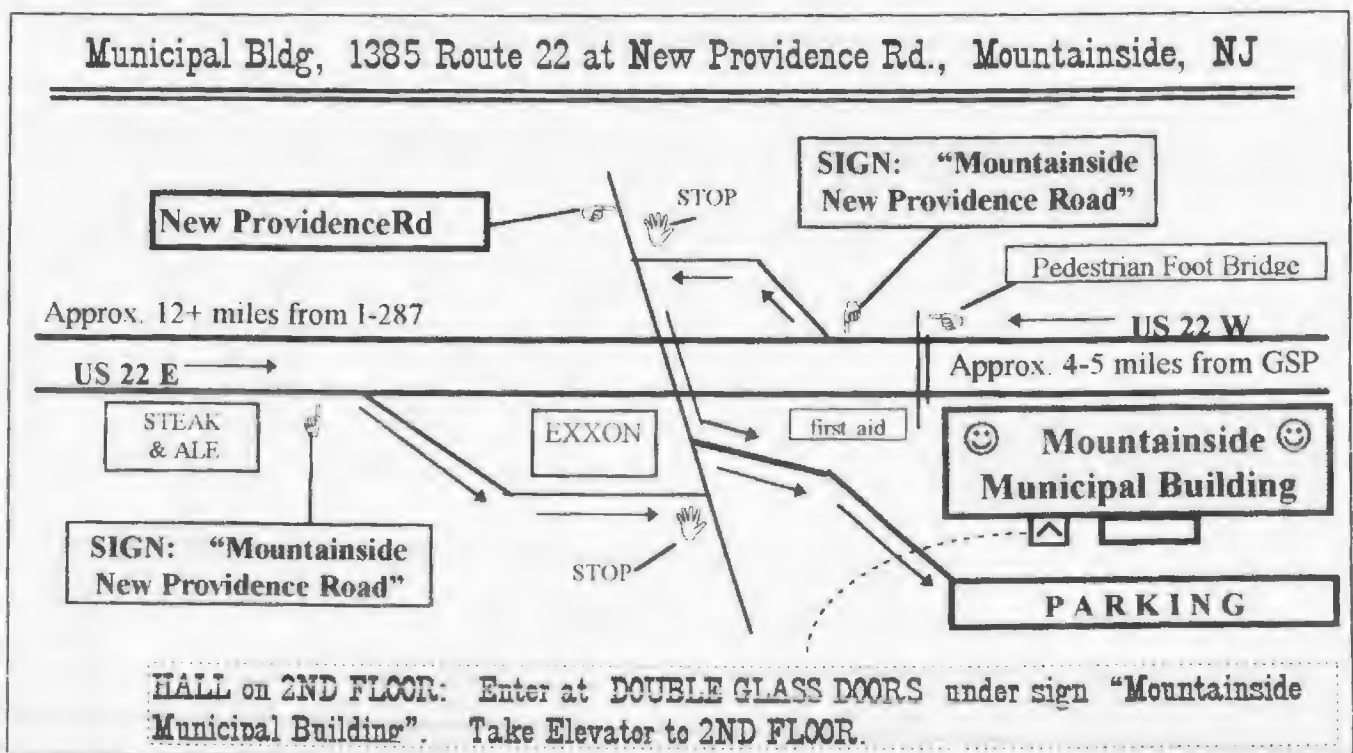 Municipal Bldg, 1385 Route 22 at New Providence Rd., Mountainside, NJ
SIGN: "Mountainside
New Providence Road"
STOP
New ProvidenceRd
Pedestrian Foot Bridge
Approx. 12+ miles from I-287
US 22 W
US 22 E
Approx. 4-5 miles from GSP
STEAK
& ALE
EXXON
first aid
Mountainside
Municipal Building
SIGN: "Mountainside
New Providence Road"
STOP
PARKING
HALL on 2ND FLOOR: Enter at DOUBLE GLASS DOORS under sign "Mountainside
Municipal Building". Take Elevator to 2ND FLOOR.